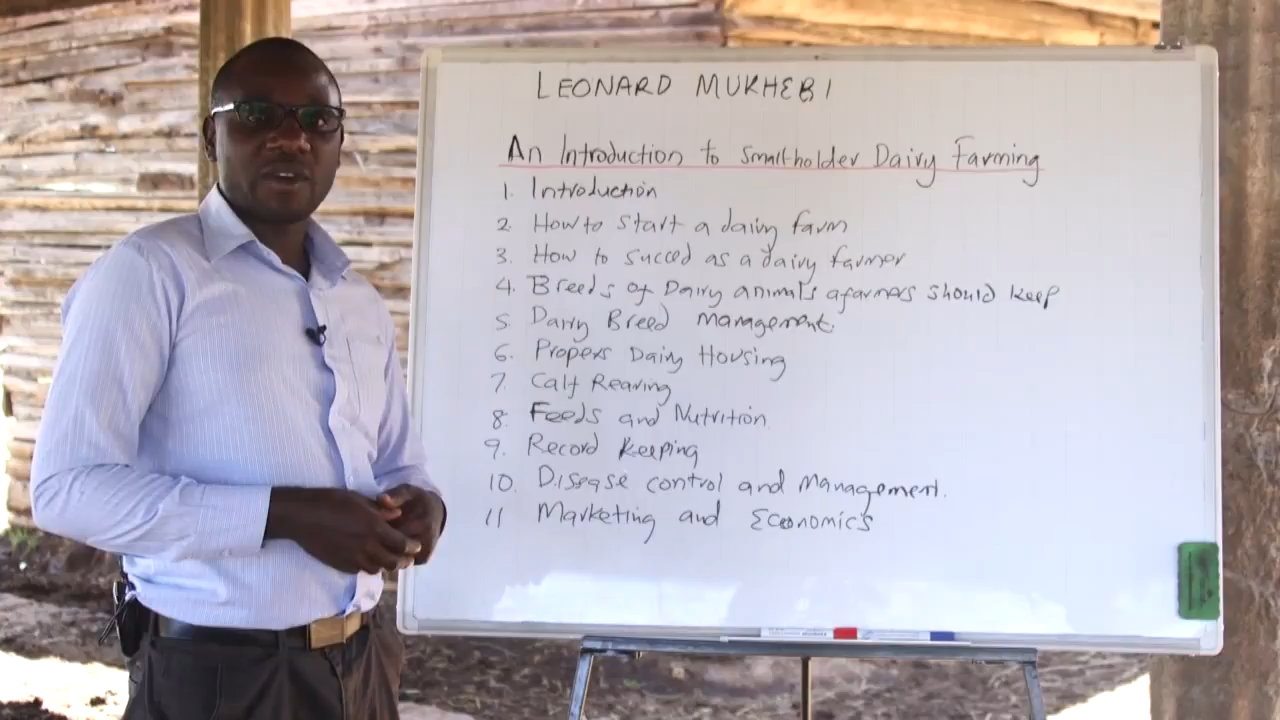 LEONARD MUKHEBI
An Introduction to Smallholder Dairy Farming
1. Introduction
2. How to start a dairy farm
3. How to succed as a dairy farmer
4. Breeds of Dairy animals a farmers should keep
5. Dairy Breed Management.
6. Propers Dairy Housing
7. Calf Rearing
8. Feeds and Nutrition
9. Record Keeping
10. Disease control and Management.
11 Marketing and Economics